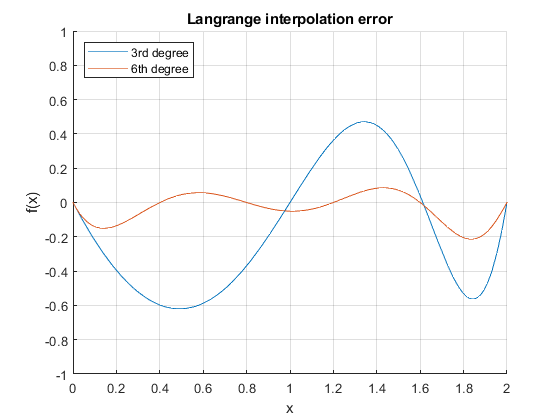 Langrange interpolation error
3rd degree
6th degree
1
0.8
0.6
0.4
0.2
0
-0.2
-0.4
-0.6
-0.8
-1
f(x)
0 0.2 0.4 0.6 0.8 1 1.2 1.4 1.6 1.8 2
x